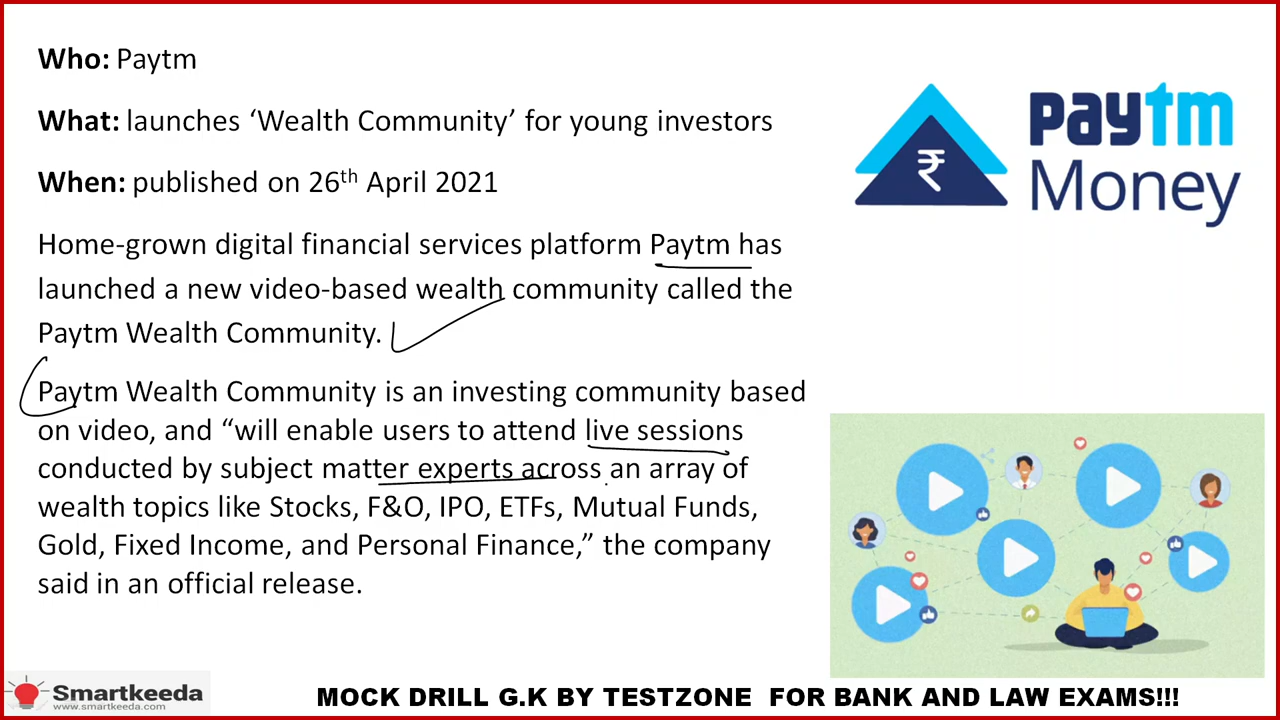 Who: Paytm
What: launches ‘Wealth Community’ for young investors
When: published on 26th April 2021
Home-grown digital financial services platform Paytm has
launched a new video-based wealth community called the
Paytm Wealth Community.
Paytm Wealth Community is an investing community based
on video, and “will enable users to attend live sessions
conducted by subject matter experts across an array of
wealth topics like Stocks, F&O, IPO, ETFs, Mutual Funds,
Gold, Fixed Income, and Personal Finance,” the company
said in an official release.
₹
paytm
Money
Smartkeeda
www.smartkeeda.com
MOCK DRILL G.K BY TESTZONE FOR BANK AND LAW EXAMS!!!